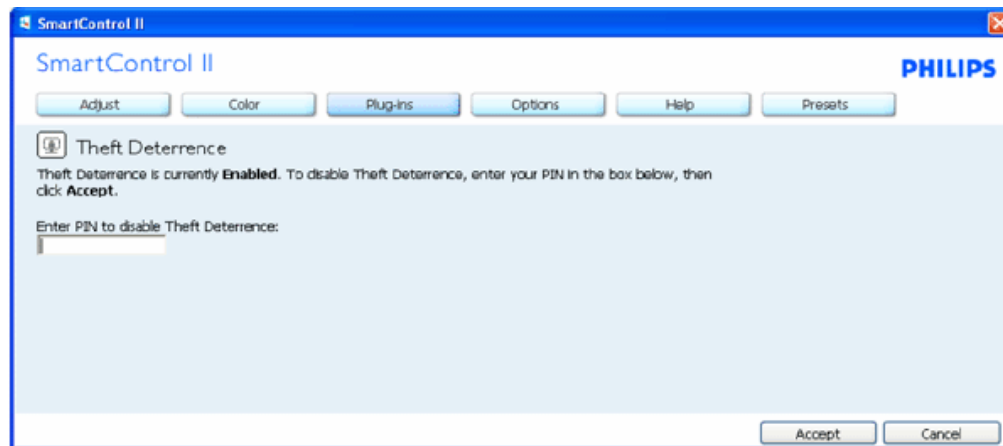 SmartControl II
SmartControl II
PHILIPS
Adjust Color Plug-ins Options Help Presets
Theft Deterrence
Theft Deterrence is currently Enabled. To disable Theft Deterrence, enter your PIN in the box below, then
click Accept.
Enter PIN to disable Theft Deterrence:
Accept Cancel